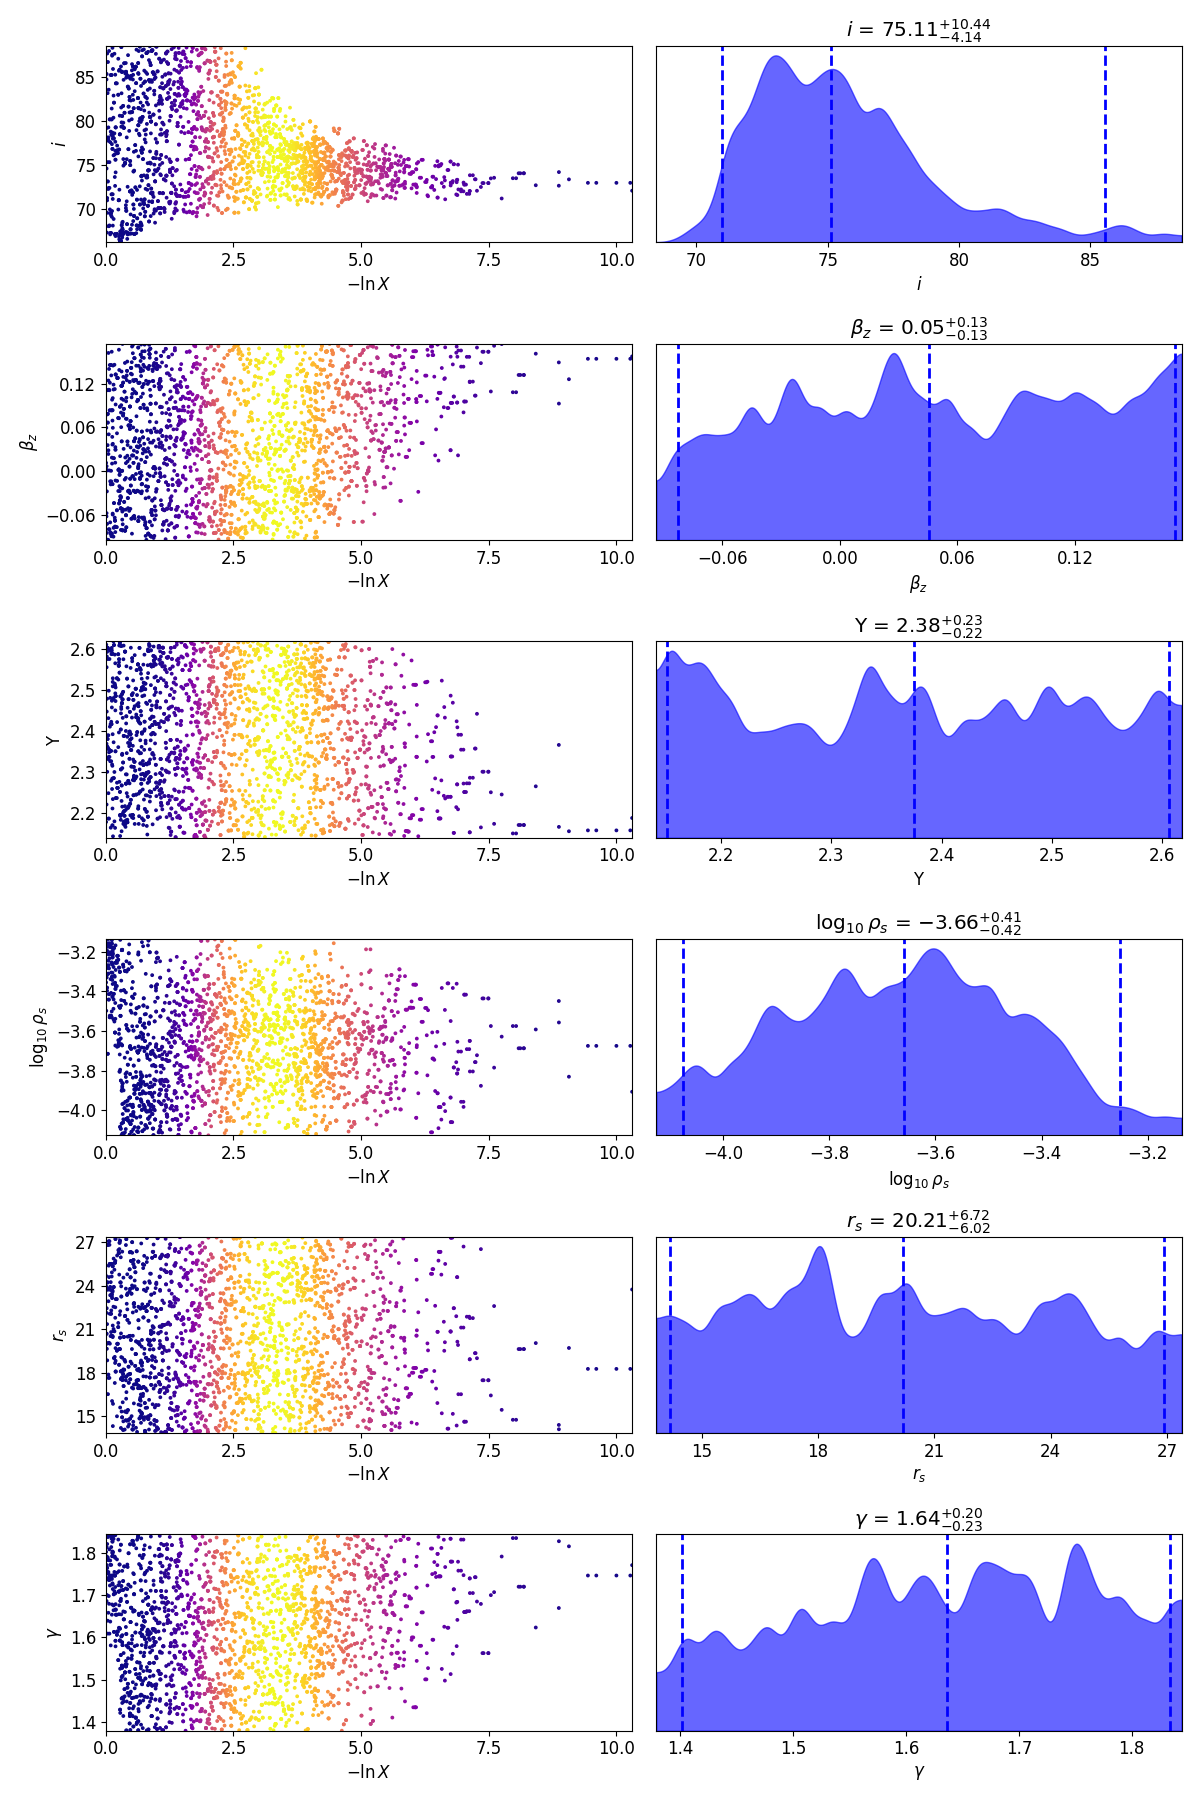 i = 75.11 +10.44 −4.14
85
80
75
70
i
0.0 2.5 5.0 7.5 10.0
−ln X
70 75 80 85
i
β_z = 0.05 +0.13 −0.13
0.12
0.06
0.00
−0.06
β_z
0.0 2.5 5.0 7.5 10.0
−ln X
−0.06 0.00 0.06 0.12
β_z
Y = 2.38 +0.23 −0.22
2.6
2.5
2.4
2.3
2.2
Y
0.0 2.5 5.0 7.5 10.0
−ln X
2.2 2.3 2.4 2.5 2.6
Y
log₁₀ ρ_s = −3.66 +0.41 −0.42
−3.2
−3.4
−3.6
−3.8
−4.0
log₁₀ ρ_s
0.0 2.5 5.0 7.5 10.0
−ln X
−4.0 −3.8 −3.6 −3.4 −3.2
log₁₀ ρ_s
r_s = 20.21 +6.72 −6.02
27
24
21
18
15
r_s
0.0 2.5 5.0 7.5 10.0
−ln X
15 18 21 24 27
r_s
γ = 1.64 +0.20 −0.23
1.8
1.7
1.6
1.5
1.4
γ
0.0 2.5 5.0 7.5 10.0
−ln X
1.4 1.5 1.6 1.7 1.8
γ